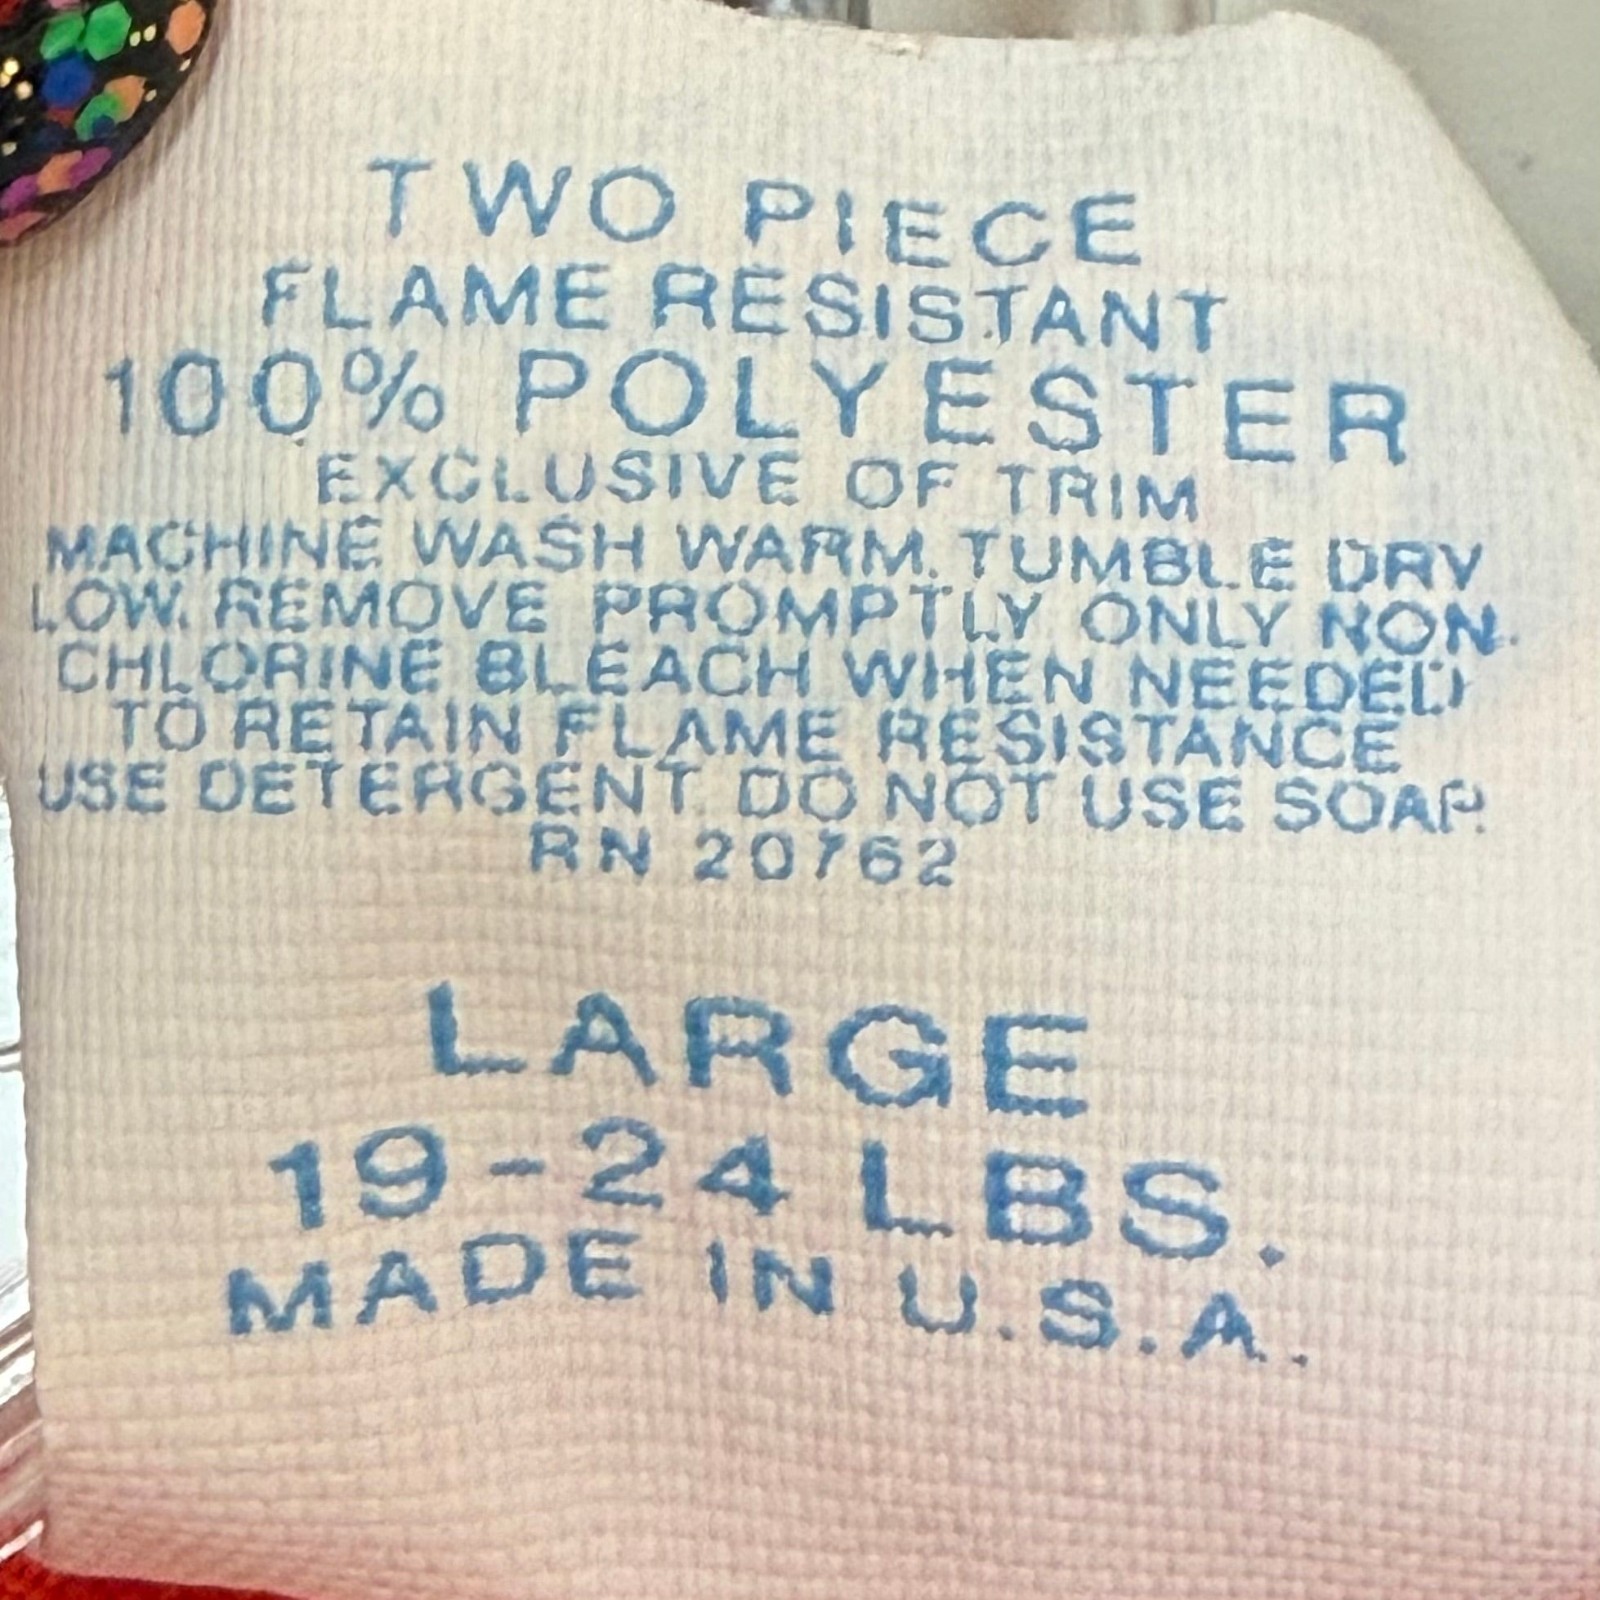 TWO PIECE
FLAME RESISTANT
100% POLYESTER
EXCLUSIVE OF TRIM
MACHINE WASH WARM. TUMBLE DRY
LOW. REMOVE PROMPTLY ONLY NON-
CHLORINE BLEACH WHEN NEEDED
TO RETAIN FLAME RESISTANCE
USE DETERGENT. DO NOT USE SOAP.
RN 20762
LARGE
19-24 LBS.
MADE IN U.S.A.